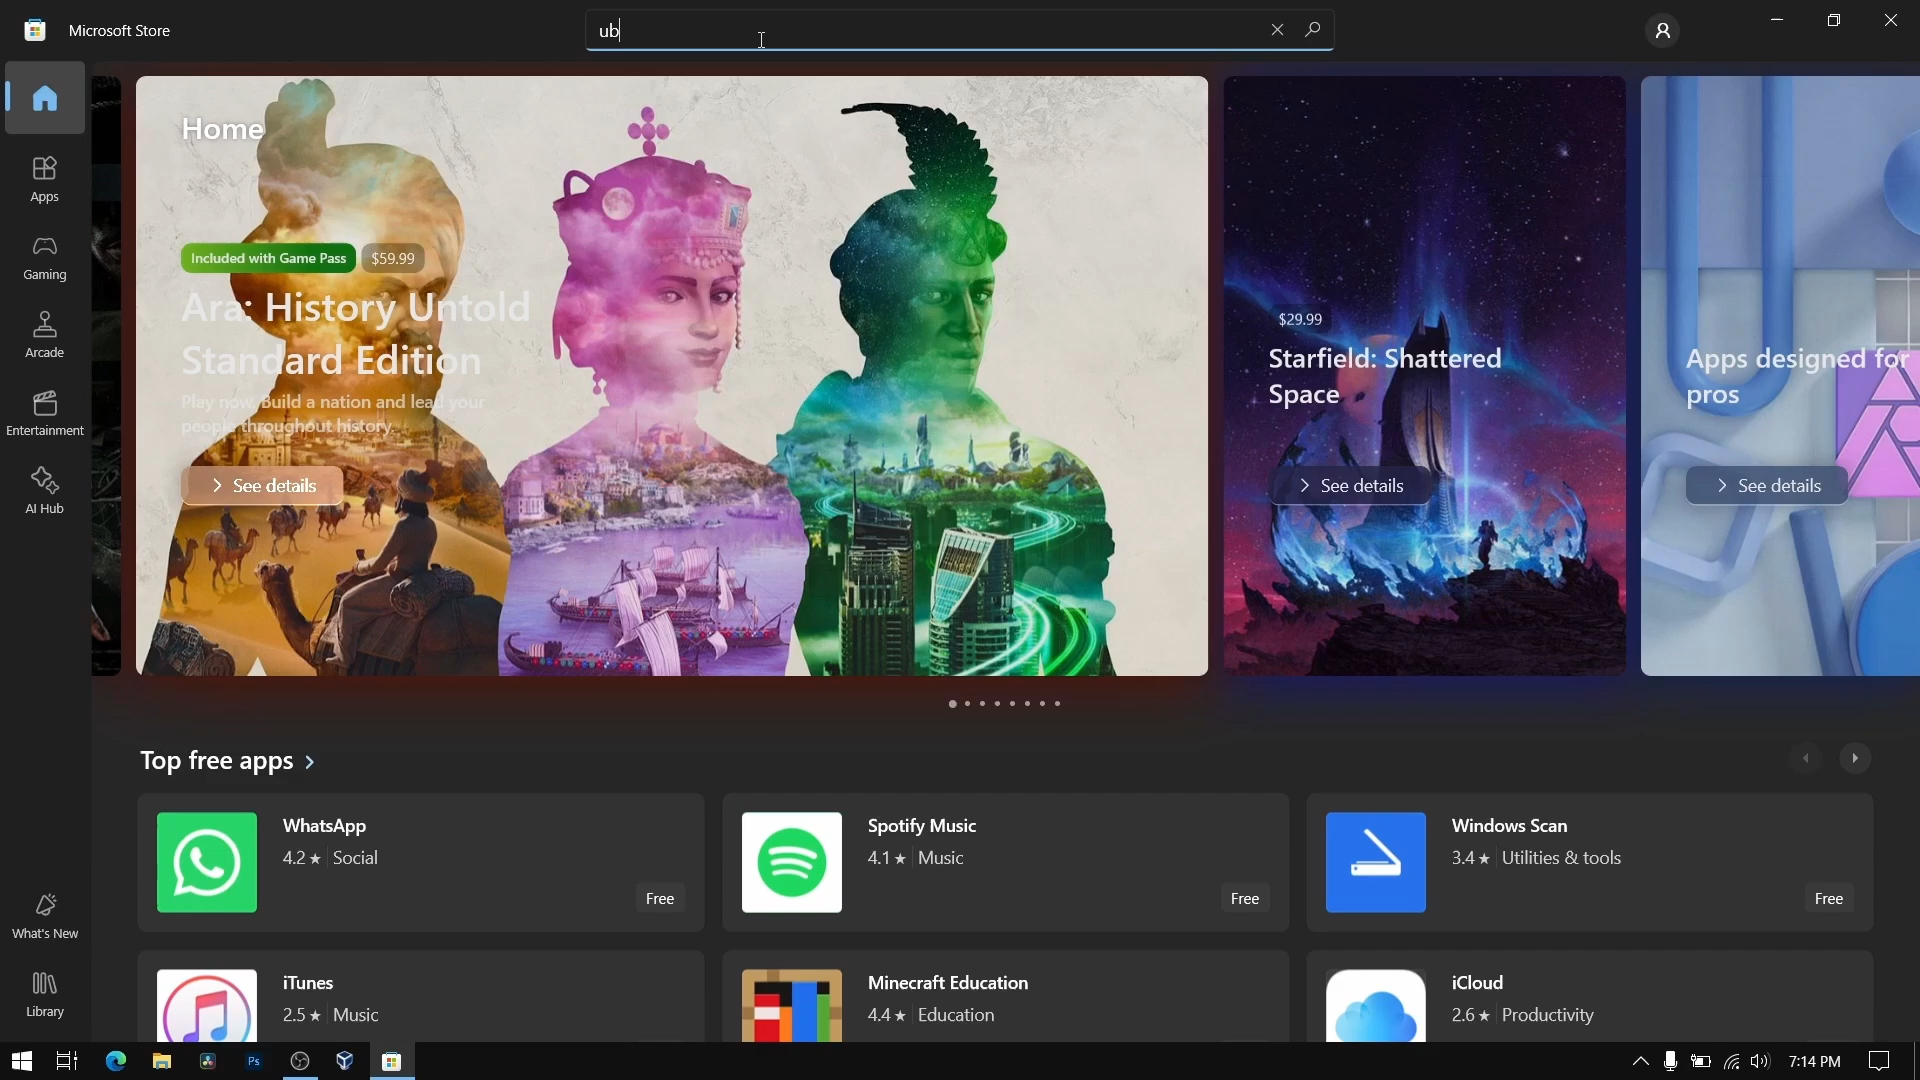 Microsoft Store
ub
Home
Apps
Gaming
Arcade
Entertainment
AI Hub
What's New
Library
Home
Included with Game Pass
$59.99
Ara: History Untold
Standard Edition
Play now. Build a nation and lead your
people throughout history.
See details
$29.99
Starfield: Shattered
Space
See details
Apps designed for
pros
See details
Top free apps
WhatsApp
4.2 ★ Social
Free
Spotify Music
4.1 ★ Music
Free
Windows Scan
3.4 ★ Utilities & tools
Free
iTunes
2.5 ★ Music
Minecraft Education
4.4 ★ Education
iCloud
2.6 ★ Productivity
Ps
7:14 PM